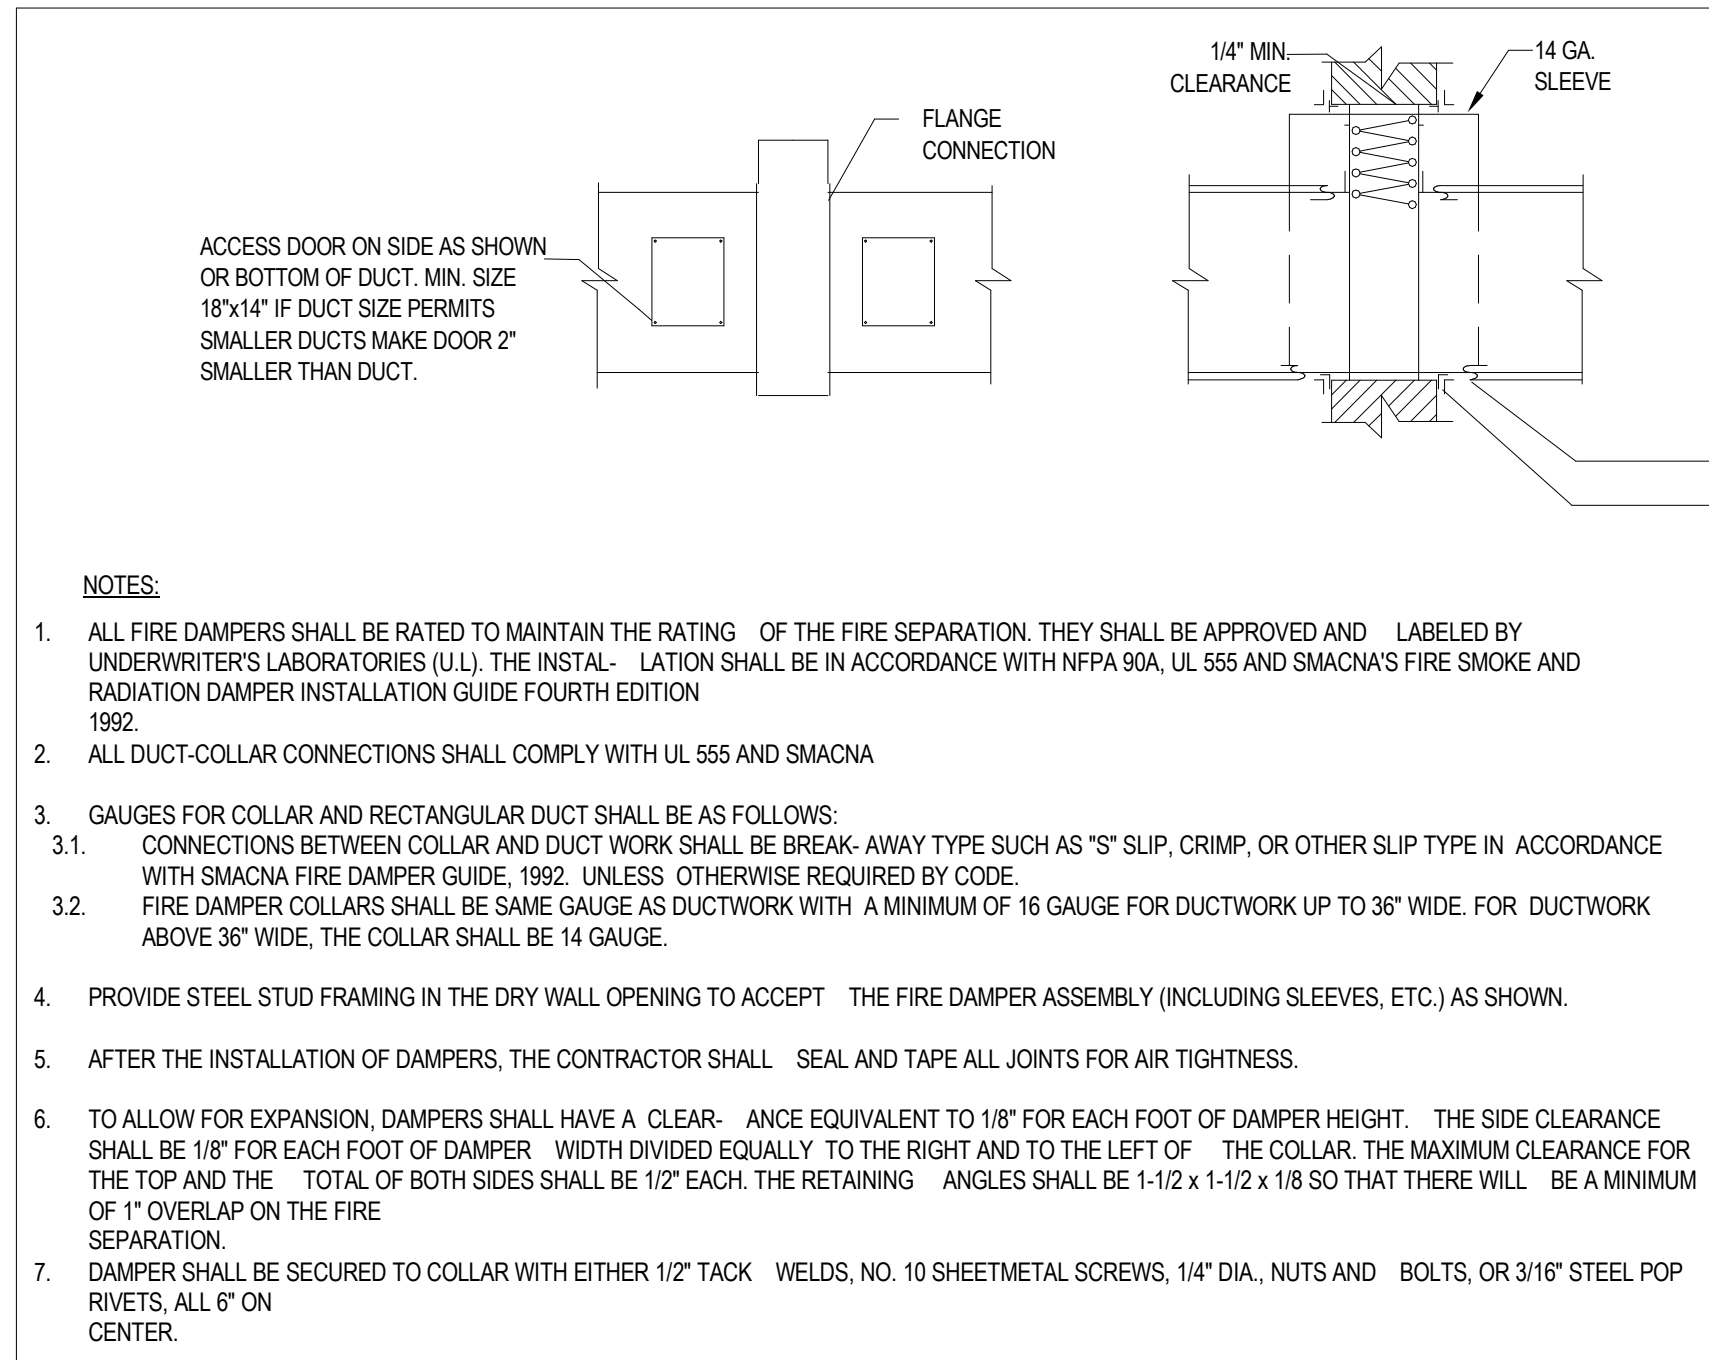 1/4" MIN.
CLEARANCE
14 GA.
SLEEVE
FLANGE
CONNECTION
ACCESS DOOR ON SIDE AS SHOWN
OR BOTTOM OF DUCT. MIN. SIZE
18"x14" IF DUCT SIZE PERMITS
SMALLER DUCTS MAKE DOOR 2"
SMALLER THAN DUCT.
NOTES:
1. ALL FIRE DAMPERS SHALL BE RATED TO MAINTAIN THE RATING OF THE FIRE SEPARATION. THEY SHALL BE APPROVED AND LABELED BY
UNDERWRITER'S LABORATORIES (U.L). THE INSTAL- LATION SHALL BE IN ACCORDANCE WITH NFPA 90A, UL 555 AND SMACNA'S FIRE SMOKE AND
RADIATION DAMPER INSTALLATION GUIDE FOURTH EDITION
1992.
2. ALL DUCT-COLLAR CONNECTIONS SHALL COMPLY WITH UL 555 AND SMACNA
3. GAUGES FOR COLLAR AND RECTANGULAR DUCT SHALL BE AS FOLLOWS:
3.1. CONNECTIONS BETWEEN COLLAR AND DUCT WORK SHALL BE BREAK- AWAY TYPE SUCH AS "S" SLIP, CRIMP, OR OTHER SLIP TYPE IN ACCORDANCE
WITH SMACNA FIRE DAMPER GUIDE, 1992. UNLESS OTHERWISE REQUIRED BY CODE.
3.2. FIRE DAMPER COLLARS SHALL BE SAME GAUGE AS DUCTWORK WITH A MINIMUM OF 16 GAUGE FOR DUCTWORK UP TO 36" WIDE. FOR DUCTWORK
ABOVE 36" WIDE, THE COLLAR SHALL BE 14 GAUGE.
4. PROVIDE STEEL STUD FRAMING IN THE DRY WALL OPENING TO ACCEPT THE FIRE DAMPER ASSEMBLY (INCLUDING SLEEVES, ETC.) AS SHOWN.
5. AFTER THE INSTALLATION OF DAMPERS, THE CONTRACTOR SHALL SEAL AND TAPE ALL JOINTS FOR AIR TIGHTNESS.
6. TO ALLOW FOR EXPANSION, DAMPERS SHALL HAVE A CLEAR- ANCE EQUIVALENT TO 1/8" FOR EACH FOOT OF DAMPER HEIGHT. THE SIDE CLEARANCE
SHALL BE 1/8" FOR EACH FOOT OF DAMPER WIDTH DIVIDED EQUALLY TO THE RIGHT AND TO THE LEFT OF THE COLLAR. THE MAXIMUM CLEARANCE FOR
THE TOP AND THE TOTAL OF BOTH SIDES SHALL BE 1/2" EACH. THE RETAINING ANGLES SHALL BE 1-1/2 x 1-1/2 x 1/8 SO THAT THERE WILL BE A MINIMUM
OF 1" OVERLAP ON THE FIRE
SEPARATION.
7. DAMPER SHALL BE SECURED TO COLLAR WITH EITHER 1/2" TACK WELDS, NO. 10 SHEETMETAL SCREWS, 1/4" DIA., NUTS AND BOLTS, OR 3/16" STEEL POP
RIVETS, ALL 6" ON
CENTER.